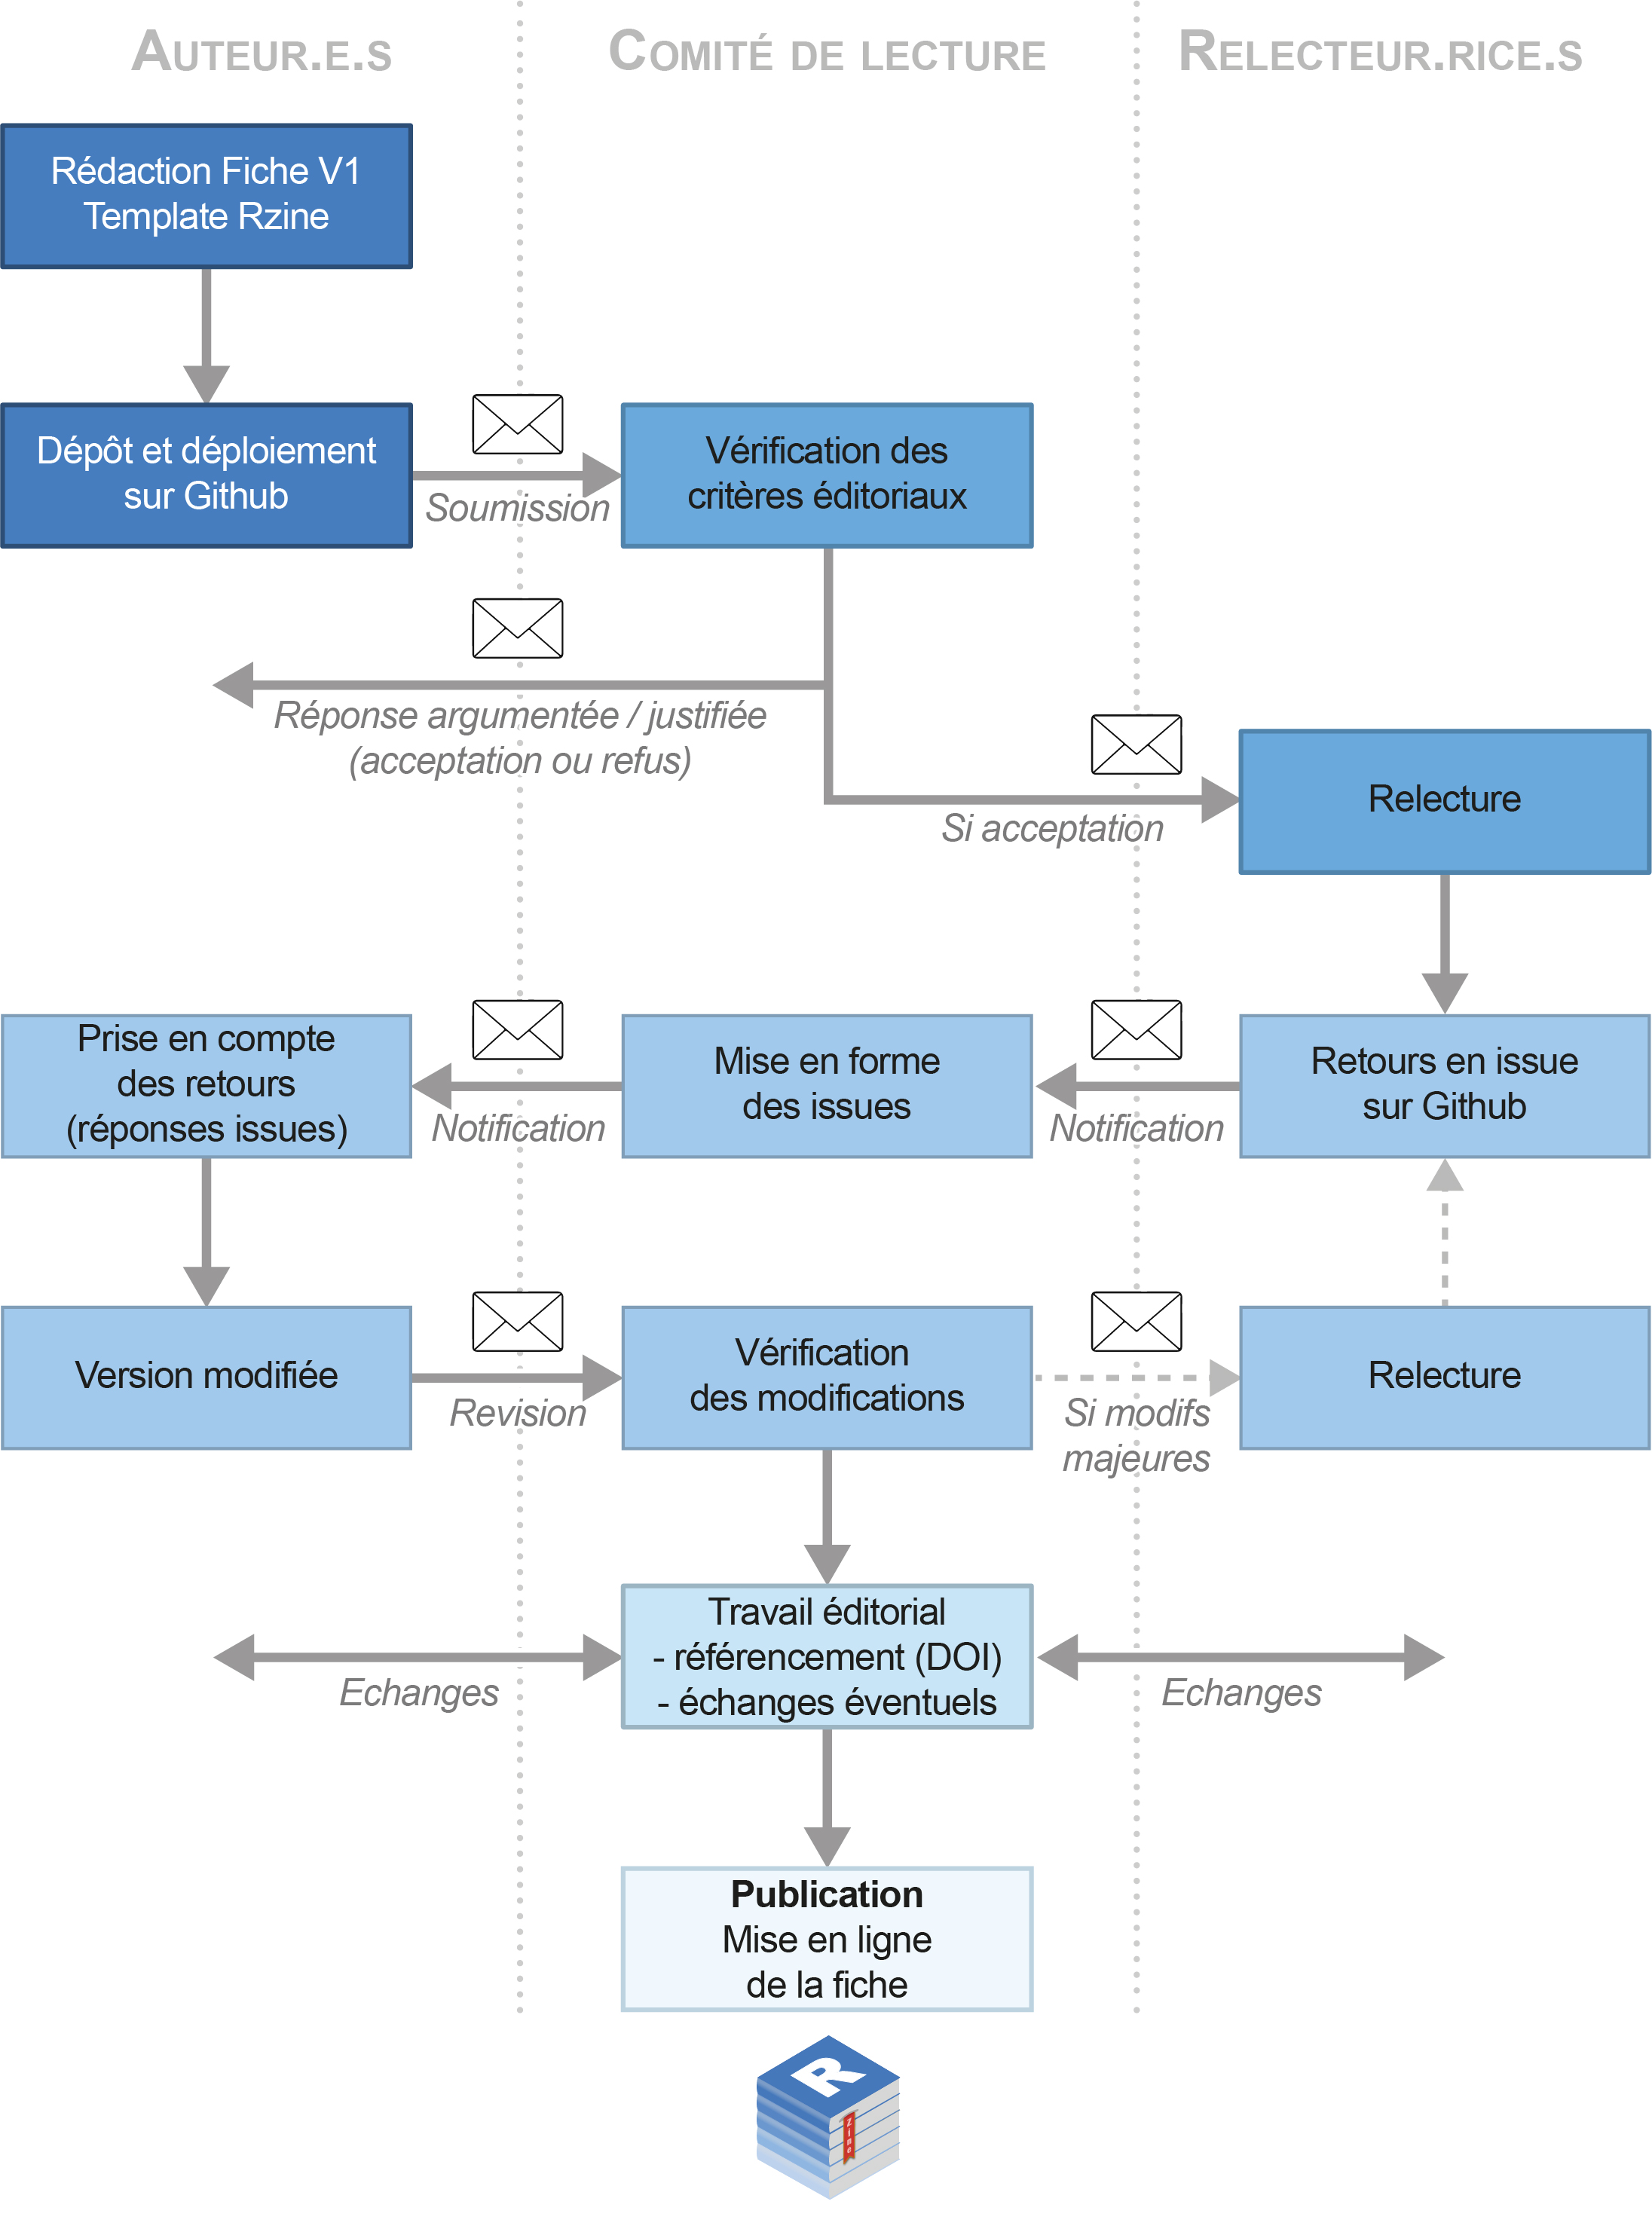 AUTEUR.E.S
COMITÉ DE LECTURE
RELECTEUR.RICE.S
Rédaction Fiche V1
Template Rzine
Dépôt et déploiement
sur Github
Soumission
Vérification des
critères éditoriaux
Réponse argumentée / justifiée
(acceptation ou refus)
Si acceptation
Relecture
Prise en compte
des retours
(réponses issues)
Notification
Mise en forme
des issues
Notification
Retours en issue
sur Github
Version modifiée
Revision
Vérification
des modifications
Si modifs
majeures
Relecture
Echanges
Travail éditorial
- référencement (DOI)
- échanges éventuels
Echanges
Publication
Mise en ligne
de la fiche
R
zine